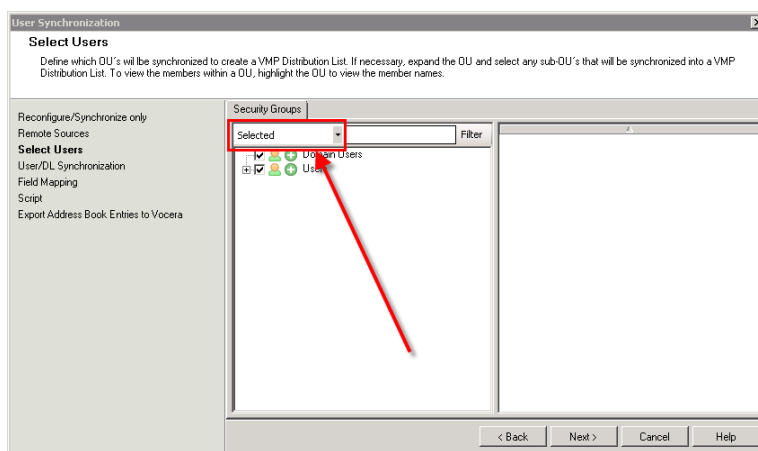 User Synchronization
Select Users
Define which OU's will be synchronized to create a VMP Distribution List. If necessary, expand the OU and select any sub-OU's that will be synchronized into a VMP
Distribution List. To view the members within a OU, highlight the OU to view the member names.
Reconfigure/Synchronize only
Remote Sources
Select Users
User/DL Synchronization
Field Mapping
Script
Export Address Book Entries to Vocera
Security Groups
Selected
Filter
Domain Users
Users
< Back
Next >
Cancel
Help